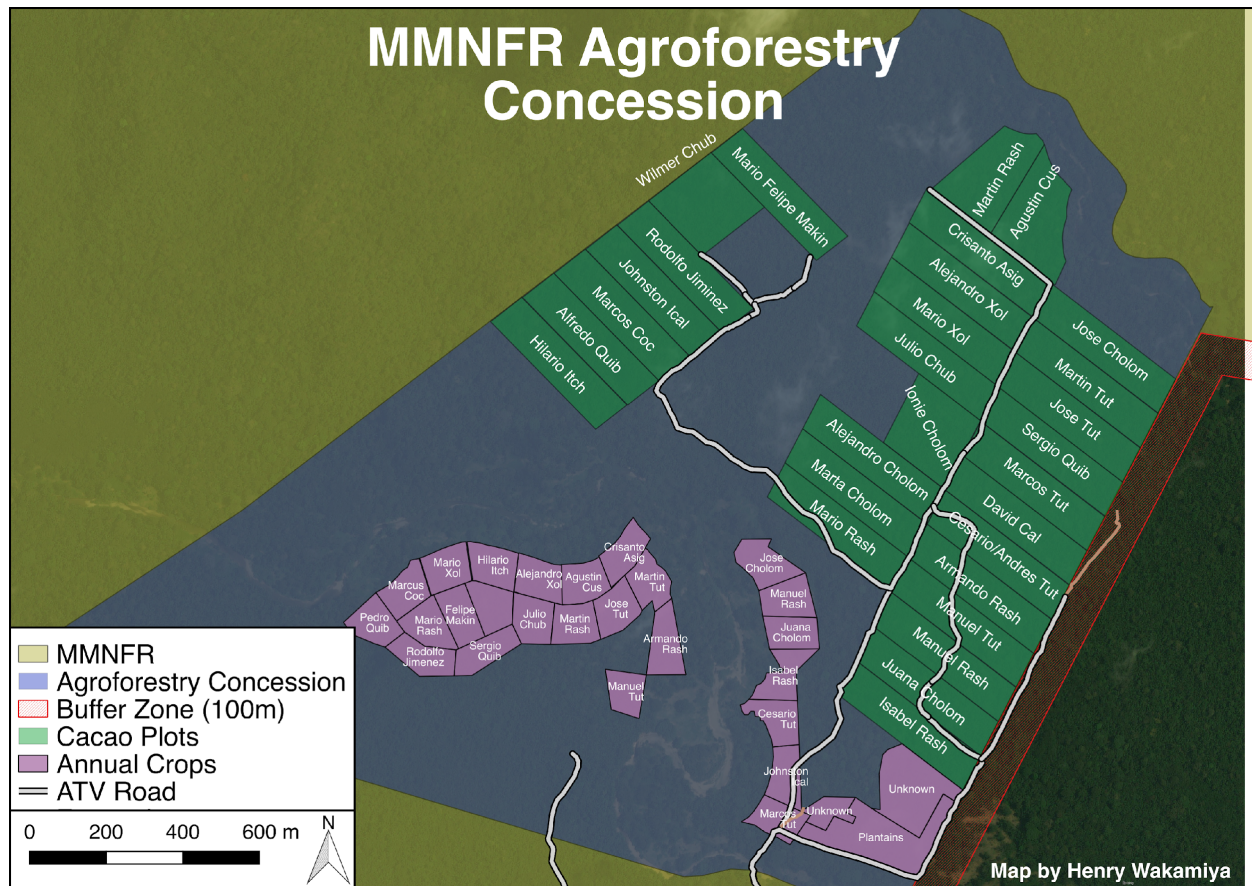 MMNFR Agroforestry
Concession
Wilmer Chub
Mario Felipe Makin
Rodolfo Jiminez
Johnston Ical
Marcos Coc
Alfredo Quib
Hilario Itch
Martin Rash
Agustin Cus
Crisanto Asig
Alejandro Xol
Mario Xol
Julio Chub
Ionie Cholom
Alejandro Cholom
Marta Cholom
Mario Rash
Jose Cholom
Martin Tut
Jose Tut
Sergio Quib
Marcos Tut
David Cal
Cesario/Andres Tut
Armando Rash
Manuel Tut
Manuel Rash
Juana Cholom
Isabel Rash
Crisanto
Asig
Hilario
Itch
Mario
Xol
Alejandro
Xol
Agustin
Cus
Martin
Tut
Marcus
Coc
Felipe
Makin
Julio
Chub
Martin
Rash
Jose
Tut
Pedro
Quib
Mario
Rash
Sergio
Quib
Rodolfo
Jimenez
Armando
Rash
Manuel
Tut
Jose
Cholom
Manuel
Rash
Juana
Cholom
Isabel
Rash
Cesario
Tut
Johnston
Ical
Marcos
Tut
Unknown
Unknown
Plantains
MMNFR
Agroforestry Concession
Buffer Zone (100m)
Cacao Plots
Annual Crops
ATV Road
0 200 400 600 m
N
Map by Henry Wakamiya